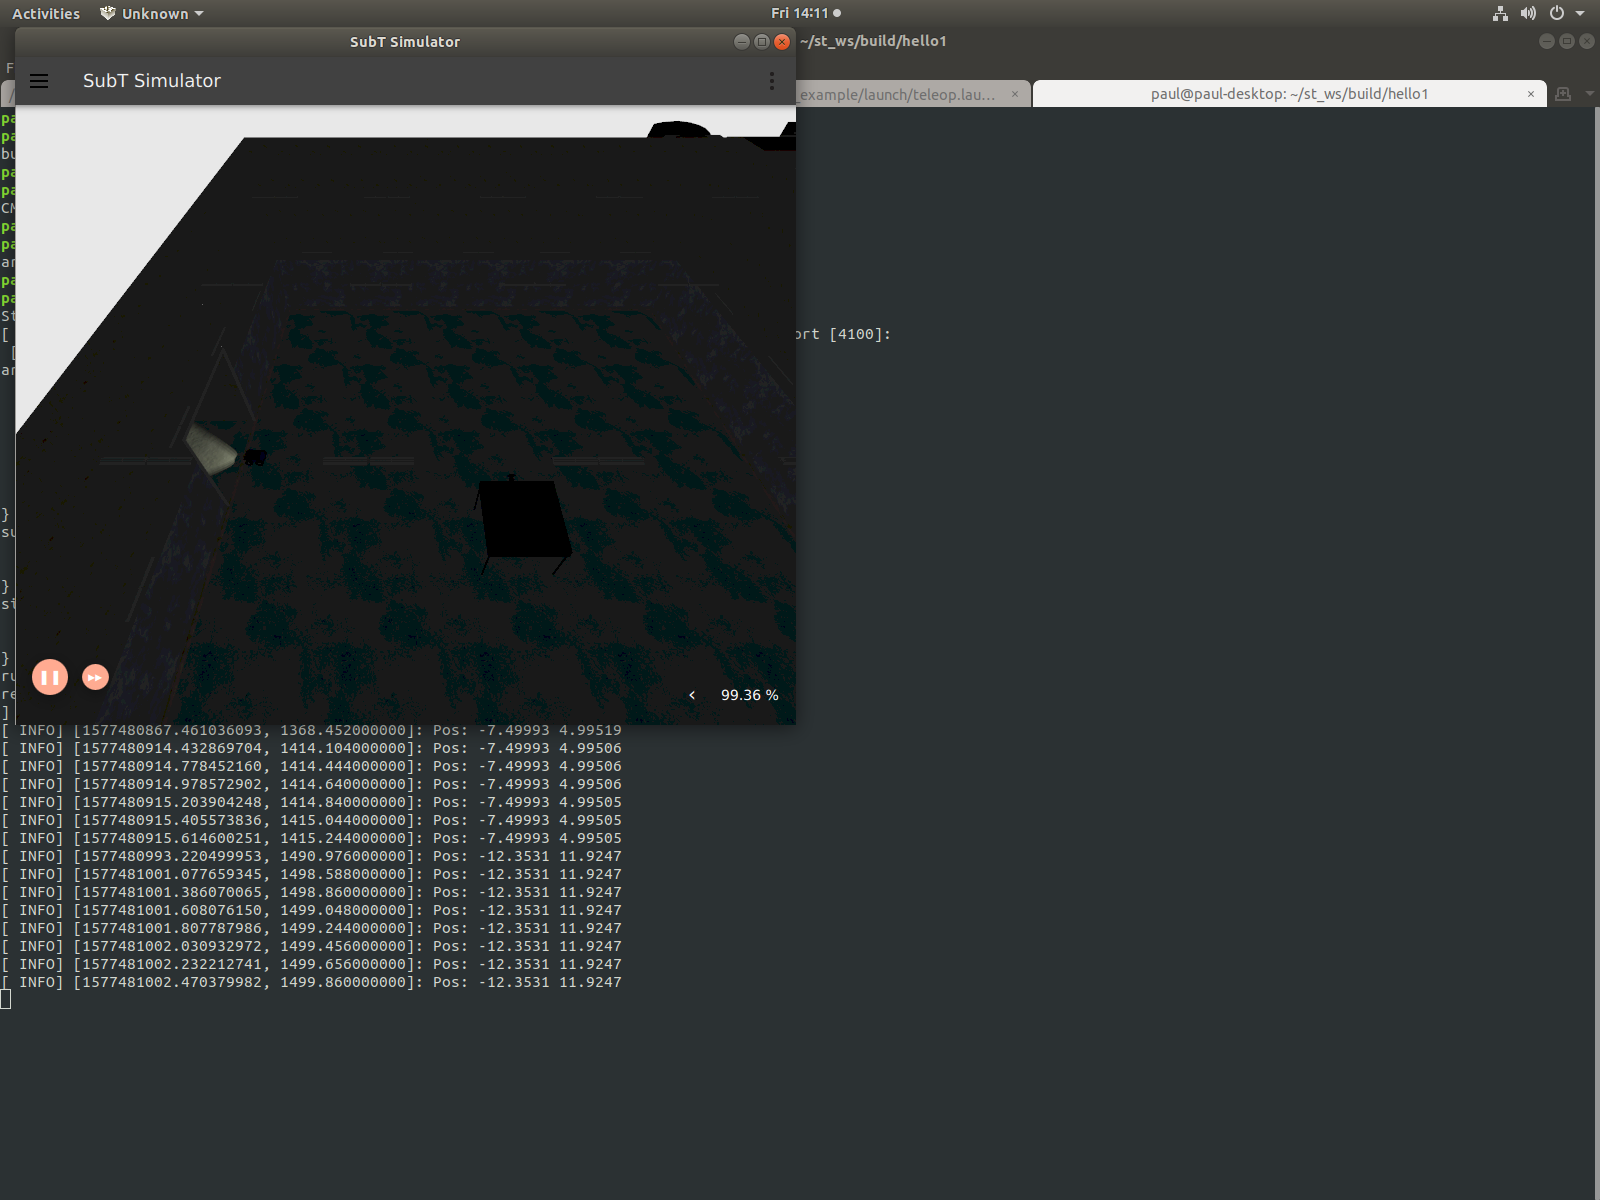 Activities Unknown Fri 14:11
SubT Simulator
~/st_ws/build/hello1
F
SubT Simulator
_example/launch/teleop.lau... ×
paul@paul-desktop: ~/st_ws/build/hello1 ×
pa
pa
bu
pa
pa
CM
pa
pa
ar
pa
pa
St
[ ort [4100]:
[
ar
}
su
}
st
}
ru
re
]
99.36 %
[ INFO] [1577480867.461036093, 1368.452000000]: Pos: -7.49993 4.99519
[ INFO] [1577480914.432869704, 1414.104000000]: Pos: -7.49993 4.99506
[ INFO] [1577480914.778452160, 1414.444000000]: Pos: -7.49993 4.99506
[ INFO] [1577480914.978572902, 1414.640000000]: Pos: -7.49993 4.99506
[ INFO] [1577480915.203904248, 1414.840000000]: Pos: -7.49993 4.99505
[ INFO] [1577480915.405573836, 1415.044000000]: Pos: -7.49993 4.99505
[ INFO] [1577480915.614600251, 1415.244000000]: Pos: -7.49993 4.99505
[ INFO] [1577480993.220499953, 1490.976000000]: Pos: -12.3531 11.9247
[ INFO] [1577481001.077659345, 1498.588000000]: Pos: -12.3531 11.9247
[ INFO] [1577481001.386070065, 1498.860000000]: Pos: -12.3531 11.9247
[ INFO] [1577481001.608076150, 1499.048000000]: Pos: -12.3531 11.9247
[ INFO] [1577481001.807787986, 1499.244000000]: Pos: -12.3531 11.9247
[ INFO] [1577481002.030932972, 1499.456000000]: Pos: -12.3531 11.9247
[ INFO] [1577481002.232212741, 1499.656000000]: Pos: -12.3531 11.9247
[ INFO] [1577481002.470379982, 1499.860000000]: Pos: -12.3531 11.9247